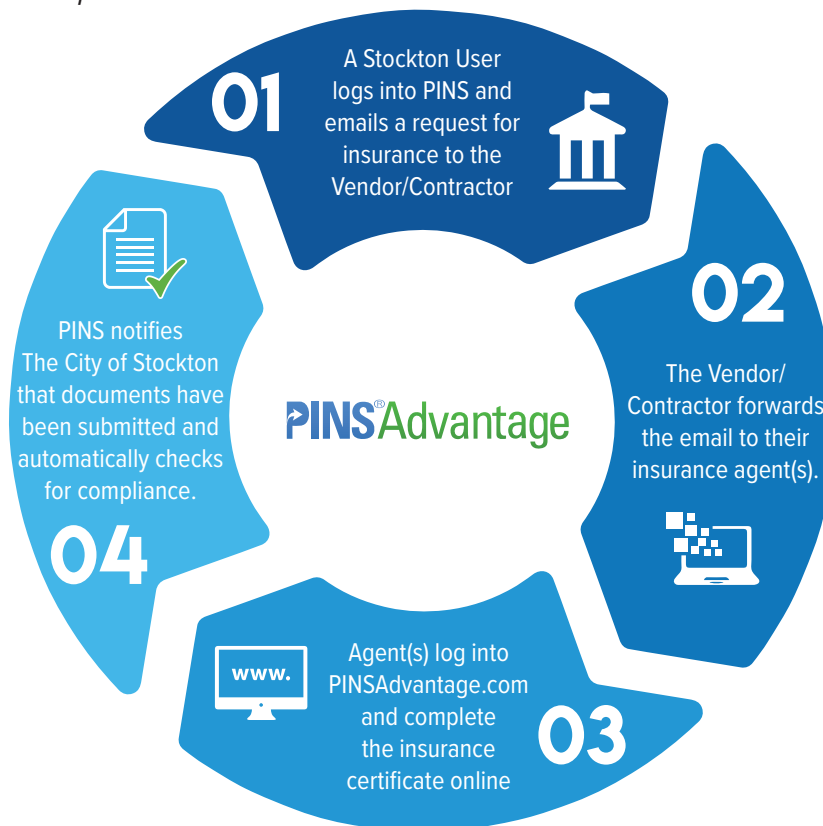 01
A Stockton User
logs into PINS and
emails a request for
insurance to the
Vendor/Contractor
02
The Vendor/
Contractor forwards
the email to their
insurance agent(s).
www.
Agent(s) log into
PINSAdvantage.com
and complete
the insurance
certificate online
03
PINS notifies
The City of Stockton
that documents have
been submitted and
automatically checks
for compliance.
04
PINS®Advantage